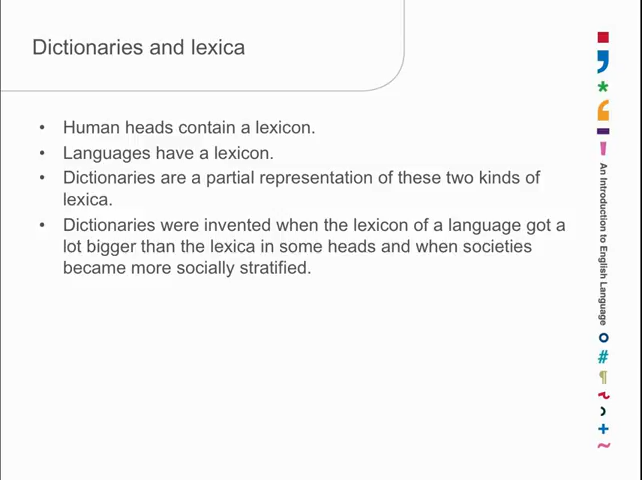 Dictionaries and lexica
• Human heads contain a lexicon.
• Languages have a lexicon.
• Dictionaries are a partial representation of these two kinds of
lexica.
• Dictionaries were invented when the lexicon of a language got a
lot bigger than the lexica in some heads and when societies
became more socially stratified.
An Introduction to English Language